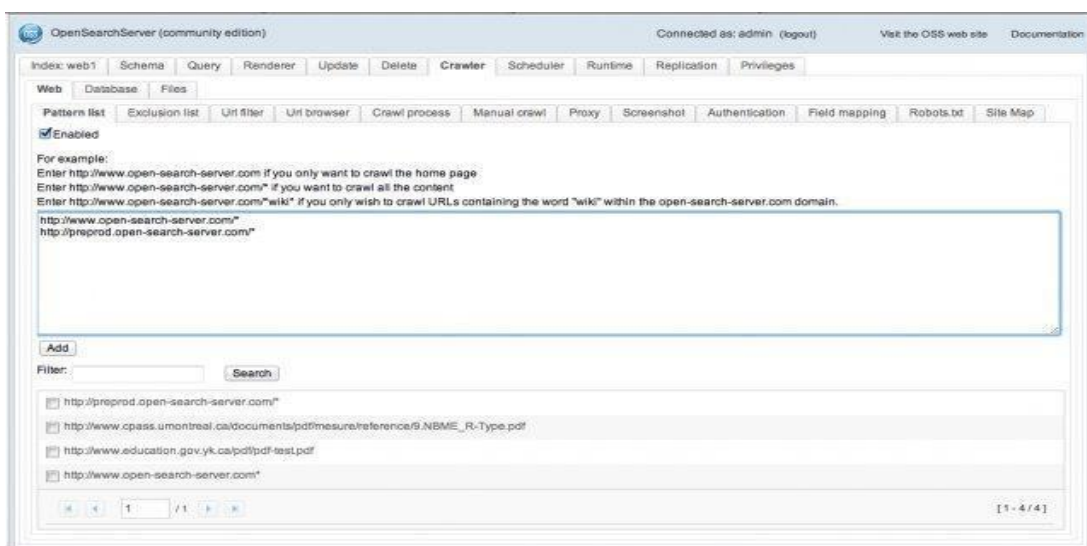 OSS OpenSearchServer (community edition) Connected as: admin (logout) Visit the OSS web site Documentation
Index: web1 Schema Query Renderer Update Delete Crawler Scheduler Runtime Replication Privileges
Web Database Files
Pattern list Exclusion list Url filter Url browser Crawl process Manual crawl Proxy Screenshot Authentication Field mapping Robots.txt Site Map
Enabled
For example:
Enter http://www.open-search-server.com if you only want to crawl the home page
Enter http://www.open-search-server.com/* if you want to crawl all the content
Enter http://www.open-search-server.com/*wiki* if you only wish to crawl URLs containing the word "wiki" within the open-search-server.com domain.
http://www.open-search-server.com/*
http://preprod.open-search-server.com/*
Add
Filter: Search
http://preprod.open-search-server.com/*
http://www.cpass.umontreal.ca/documents/pdf/mesure/reference/9.NBME_R-Type.pdf
http://www.education.gov.yk.ca/pdf/pdf-test.pdf
http://www.open-search-server.com*
1 / 1 [ 1 - 4 / 4 ]